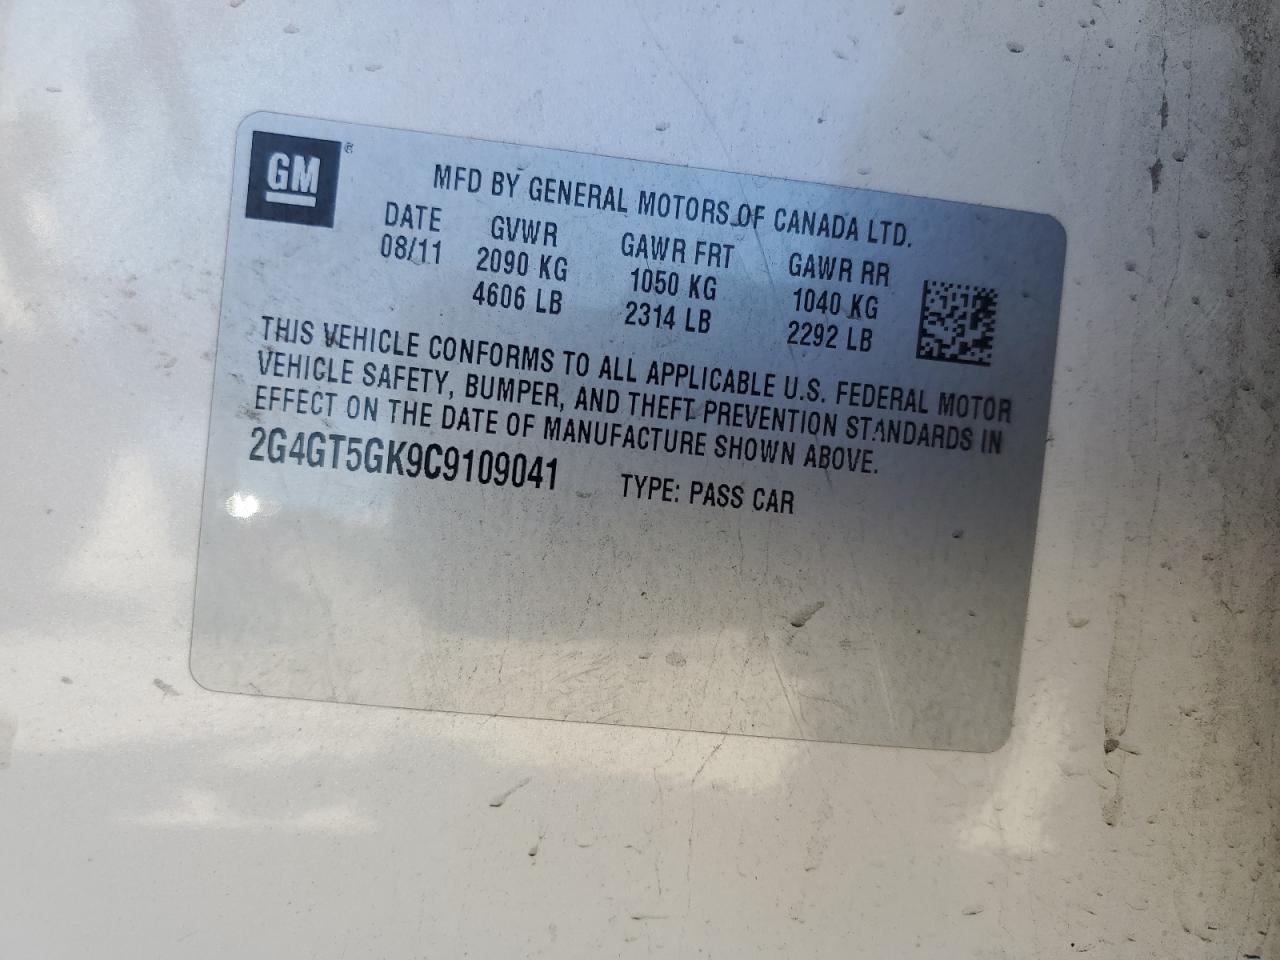 GM ®
MFD BY GENERAL MOTORS OF CANADA LTD.
DATE GVWR GAWR FRT GAWR RR
08/11 2090 KG 1050 KG 1040 KG
4606 LB 2314 LB 2292 LB
THIS VEHICLE CONFORMS TO ALL APPLICABLE U.S. FEDERAL MOTOR
VEHICLE SAFETY, BUMPER, AND THEFT PREVENTION STANDARDS IN
EFFECT ON THE DATE OF MANUFACTURE SHOWN ABOVE.
2G4GT5GK9C9109041 TYPE: PASS CAR